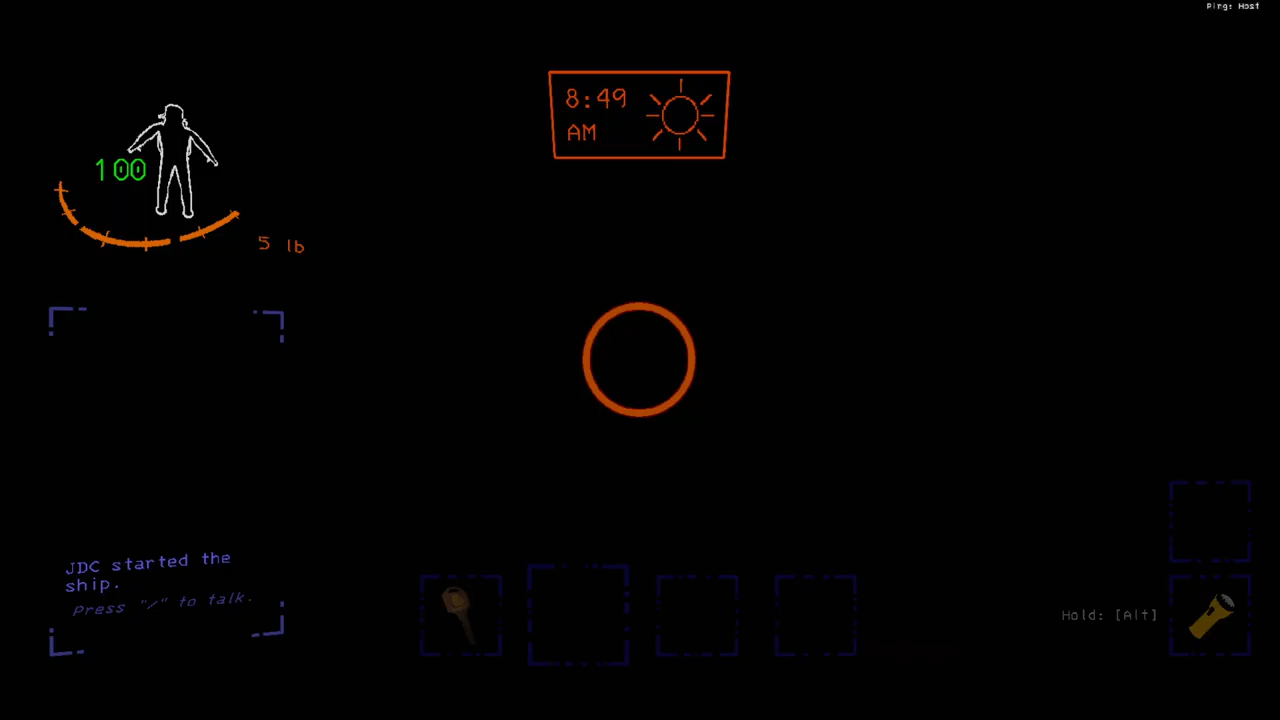 Ping: Host
8:49
AM
100
5 lb
JDC started the
ship.
Press "/" to talk.
Hold: [Alt]